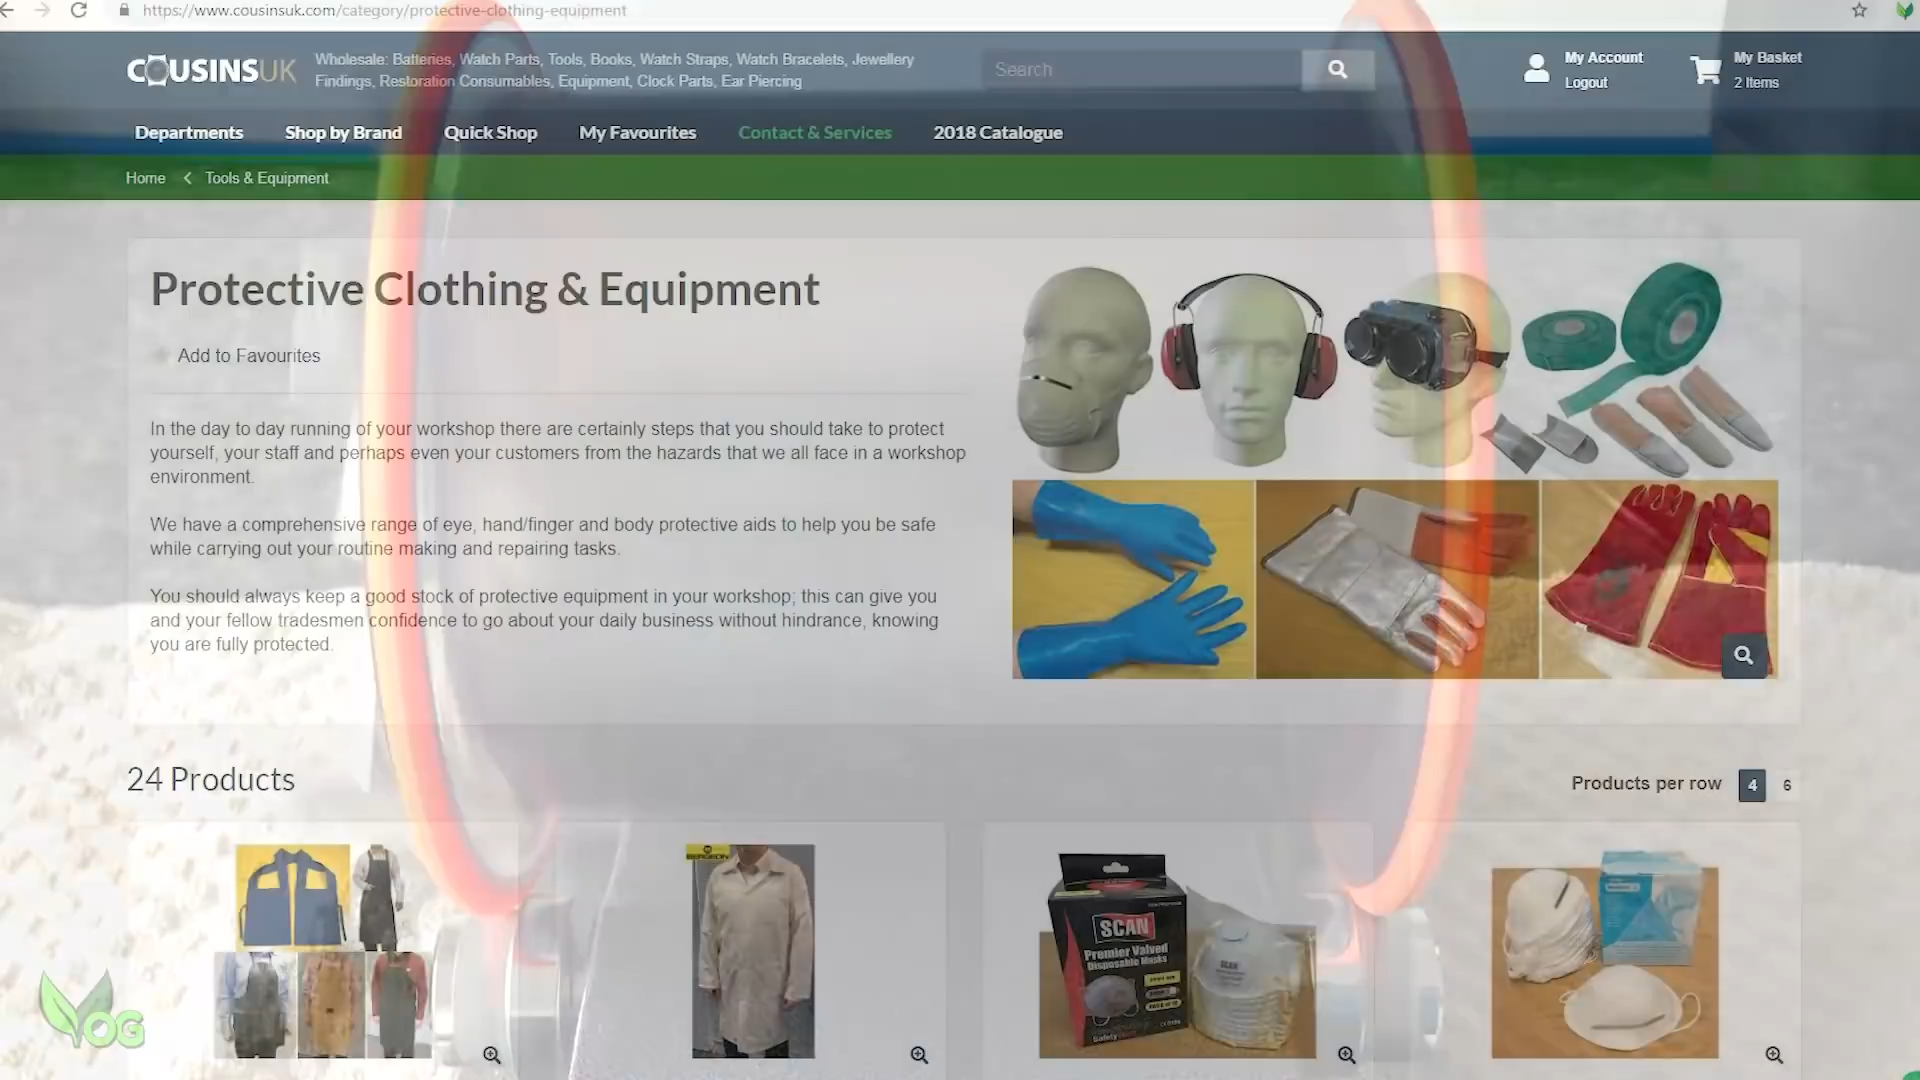 https://www.cousinsuk.com/category/protective-clothing-equipment
COUSINSUK
Wholesale: Batteries, Watch Parts, Tools, Books, Watch Straps, Watch Bracelets, Jewellery
Findings, Restoration Consumables, Equipment, Clock Parts, Ear Piercing
Search
My Account
Logout
My Basket
2 Items
Departments
Shop by Brand
Quick Shop
My Favourites
Contact & Services
2018 Catalogue
Home
Tools & Equipment
Protective Clothing & Equipment
Add to Favourites
In the day to day running of your workshop there are certainly steps that you should take to protect
yourself, your staff and perhaps even your customers from the hazards that we all face in a workshop
environment.
We have a comprehensive range of eye, hand/finger and body protective aids to help you be safe
while carrying out your routine making and repairing tasks.
You should always keep a good stock of protective equipment in your workshop; this can give you
and your fellow tradesmen confidence to go about your daily business without hindrance, knowing
you are fully protected.
24 Products
Products per row
4
6
BERGEON
SCAN
Premier Valved
Disposable Masks
SCAN
OG